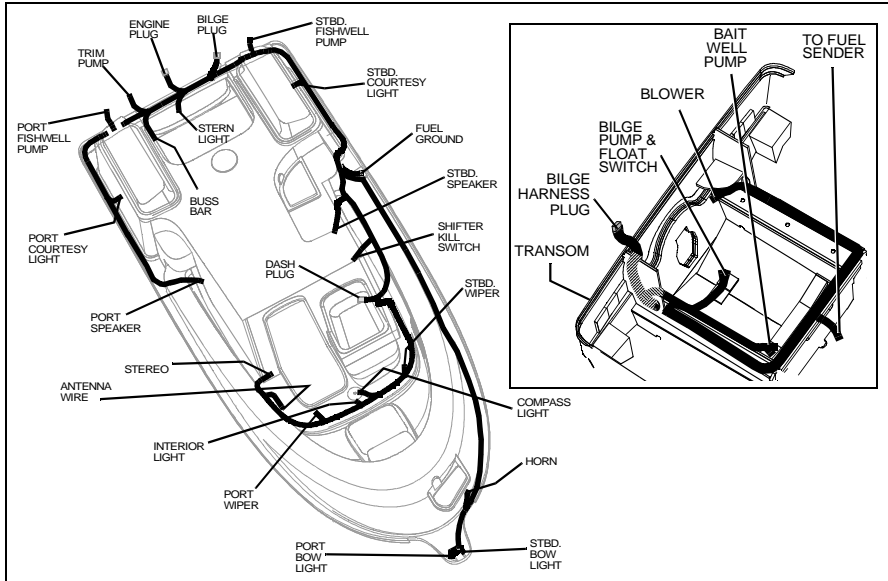 ENGINE
PLUG
BILGE
PLUG
STBD.
FISHWELL
PUMP
TRIM
PUMP
STBD.
COURTESY
LIGHT
PORT
FISHWELL
PUMP
STERN
LIGHT
FUEL
GROUND
BUSS
BAR
STBD.
SPEAKER
PORT
COURTESY
LIGHT
SHIFTER
KILL
SWITCH
DASH
PLUG
STBD.
WIPER
PORT
SPEAKER
STEREO
ANTENNA
WIRE
COMPASS
LIGHT
INTERIOR
LIGHT
HORN
PORT
WIPER
PORT
BOW
LIGHT
STBD.
BOW
LIGHT
BAIT
WELL
PUMP
TO FUEL
SENDER
BLOWER
BILGE
PUMP &
FLOAT
SWITCH
BILGE
HARNESS
PLUG
TRANSOM